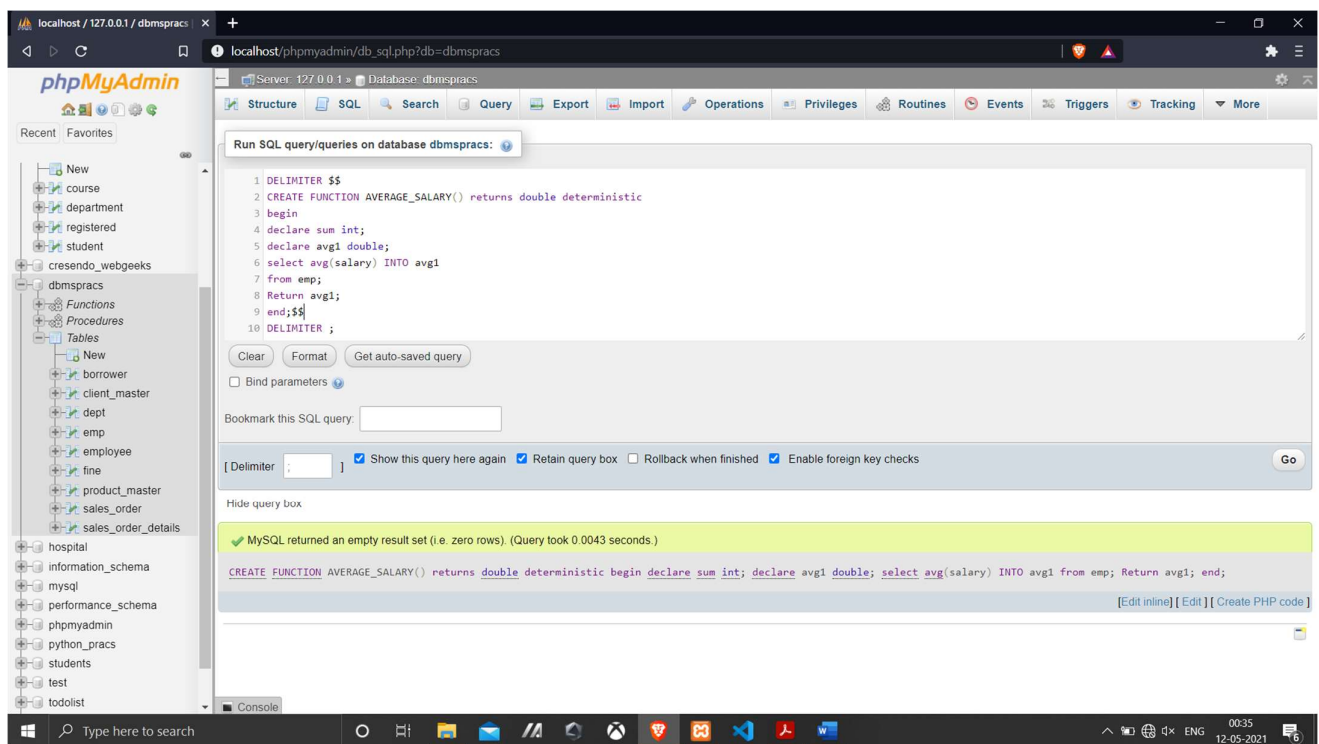 localhost / 127.0.0.1 / dbmspracs
localhost/phpmyadmin/db_sql.php?db=dbmspracs
phpMyAdmin
Recent Favorites
New
course
department
registered
student
cresendo_webgeeks
dbmspracs
Functions
Procedures
Tables
New
borrower
client_master
dept
emp
employee
fine
product_master
sales_order
sales_order_details
hospital
information_schema
mysql
performance_schema
phpmyadmin
python_pracs
students
test
todolist
Server: 127.0.0.1 » Database: dbmspracs
Structure SQL Search Query Export Import Operations Privileges Routines Events Triggers Tracking More
Run SQL query/queries on database dbmspracs:
1 DELIMITER $$
2 CREATE FUNCTION AVERAGE_SALARY() returns double deterministic
3 begin
4 declare sum int;
5 declare avg1 double;
6 select avg(salary) INTO avg1
7 from emp;
8 Return avg1;
9 end;$$
10 DELIMITER ;
Clear Format Get auto-saved query
Bind parameters
Bookmark this SQL query:
[ Delimiter ; ] Show this query here again Retain query box Rollback when finished Enable foreign key checks Go
Hide query box
MySQL returned an empty result set (i.e. zero rows). (Query took 0.0043 seconds.)
CREATE FUNCTION AVERAGE_SALARY() returns double deterministic begin declare sum int; declare avg1 double; select avg(salary) INTO avg1 from emp; Return avg1; end;
[Edit inline] [ Edit ] [ Create PHP code ]
Console
Type here to search
ENG
00:35
12-05-2021
6